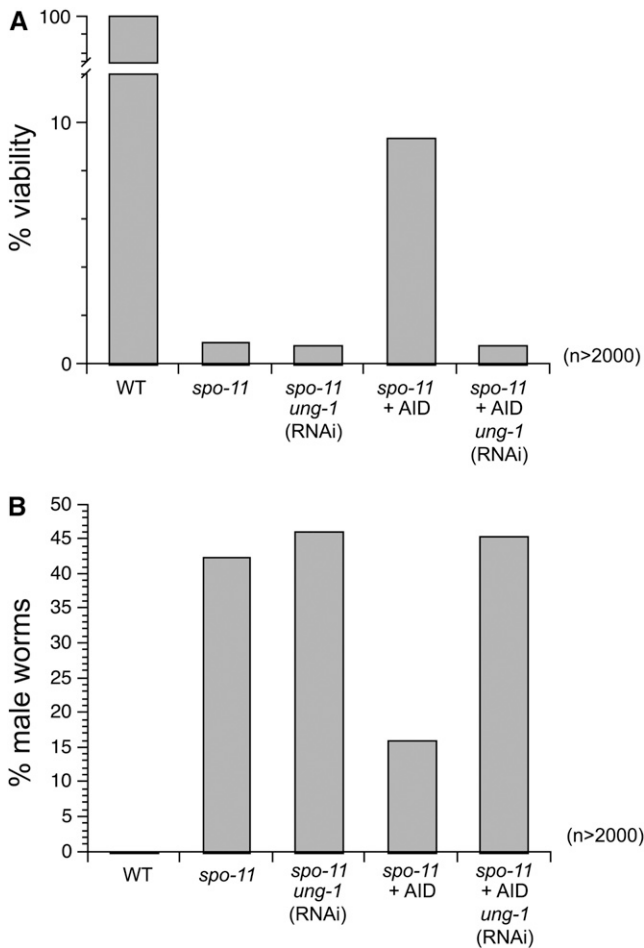 A
% viability
100
10
0
WT
spo-11
spo-11
ung-1
(RNAi)
spo-11
+ AID
spo-11
+ AID
ung-1
(RNAi)
(n>2000)
B
% male worms
50
45
40
35
30
25
20
15
10
5
0
WT
spo-11
spo-11
ung-1
(RNAi)
spo-11
+ AID
spo-11
+ AID
ung-1
(RNAi)
(n>2000)